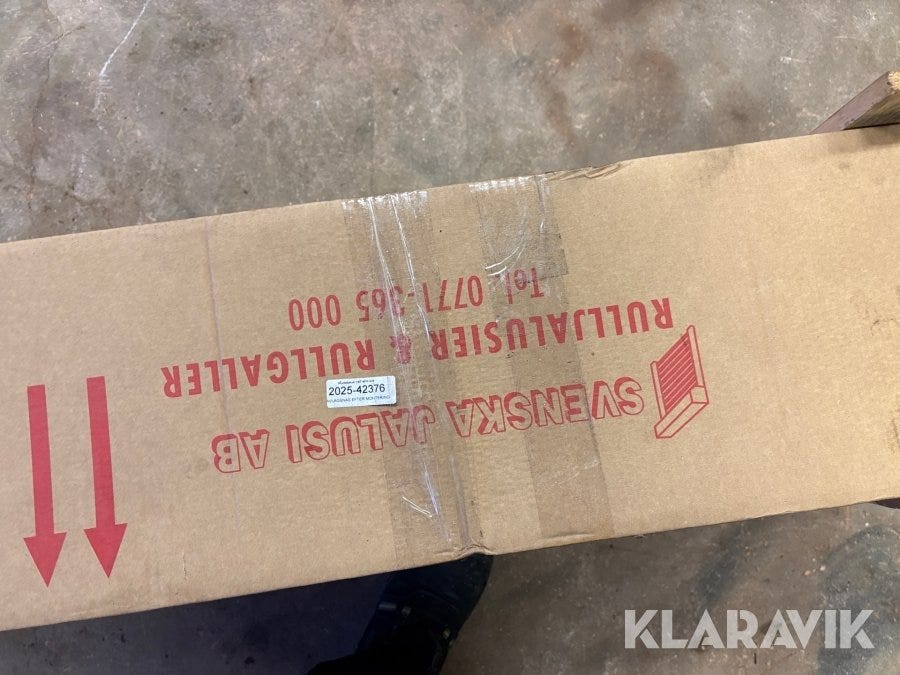 SVENSKA JALUSI AB
RULLJALUSIER & RULLGALLER
Tel. 0771-365 000
2025-42376
KLARAVIK